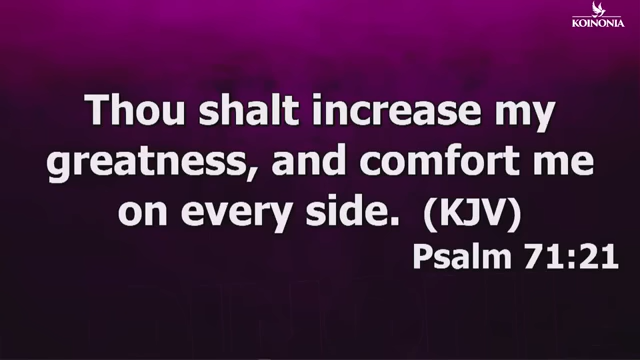 KOINONIA
Thou shalt increase my
greatness, and comfort me
on every side. (KJV)
Psalm 71:21